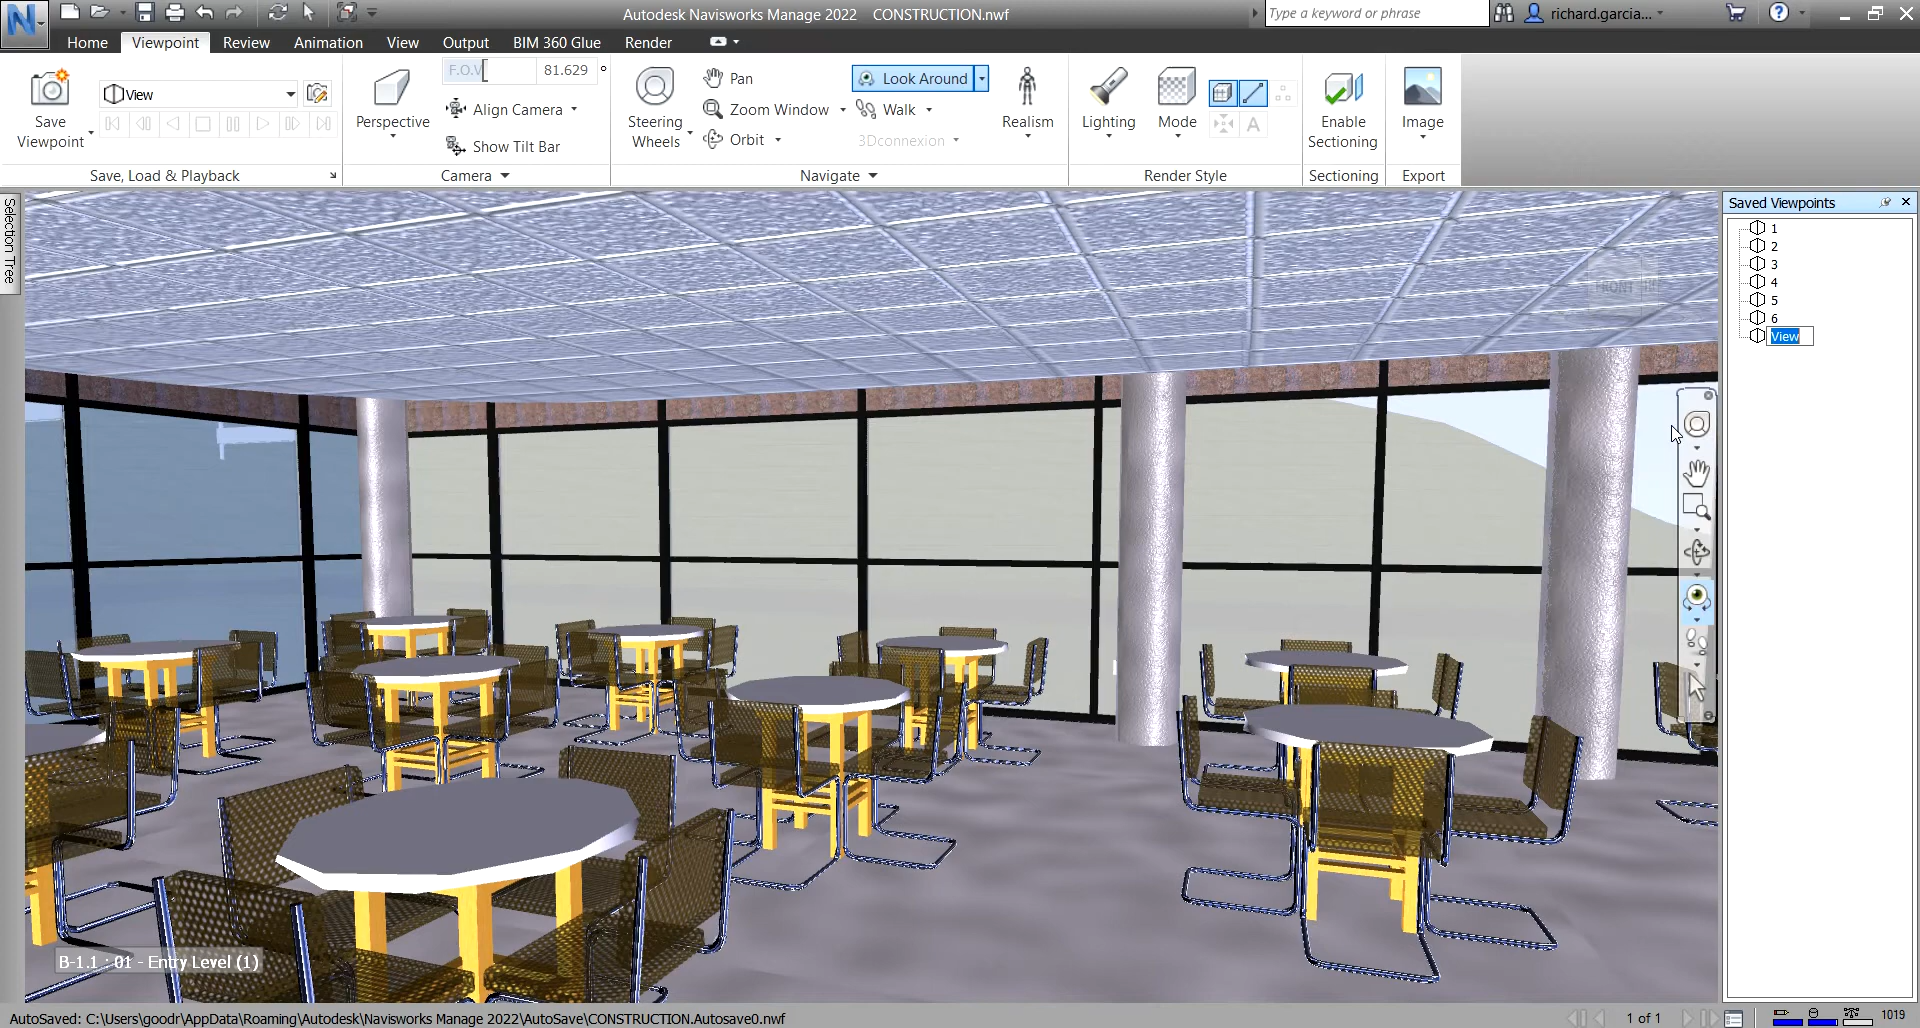 Autodesk Navisworks Manage 2022 CONSTRUCTION.nwf
Type a keyword or phrase
richard.garcia...
Home Viewpoint Review Animation View Output BIM 360 Glue Render
Save Viewpoint
View
Save, Load & Playback
Perspective
F.O.V
81.629 °
Align Camera
Show Tilt Bar
Camera
Steering Wheels
Pan
Zoom Window
Orbit
Look Around
Walk
3Dconnexion
Navigate
Realism
Lighting
Mode
A
Render Style
Enable Sectioning
Sectioning
Image
Export
Selection Tree
Saved Viewpoints
1
2
3
4
5
6
View
FRONT
B-1.1 : 01 - Entry Level (1)
AutoSaved: C:\Users\goodr\AppData\Roaming\Autodesk\Navisworks Manage 2022\AutoSave\CONSTRUCTION.Autosave0.nwf
1 of 1
1019